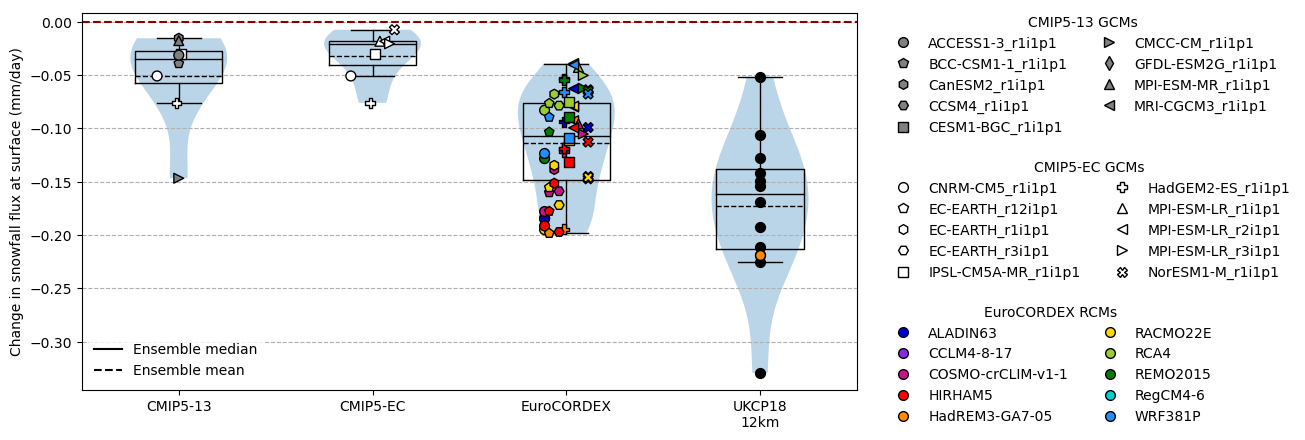 Change in snowfall flux at surface (mm/day)
0.00
−0.05
−0.10
−0.15
−0.20
−0.25
−0.30
Ensemble median
Ensemble mean
CMIP5-13
CMIP5-EC
EuroCORDEX
UKCP18
12km
CMIP5-13 GCMs
ACCESS1-3_r1i1p1
BCC-CSM1-1_r1i1p1
CanESM2_r1i1p1
CCSM4_r1i1p1
CESM1-BGC_r1i1p1
CMCC-CM_r1i1p1
GFDL-ESM2G_r1i1p1
MPI-ESM-MR_r1i1p1
MRI-CGCM3_r1i1p1
CMIP5-EC GCMs
CNRM-CM5_r1i1p1
EC-EARTH_r12i1p1
EC-EARTH_r1i1p1
EC-EARTH_r3i1p1
IPSL-CM5A-MR_r1i1p1
HadGEM2-ES_r1i1p1
MPI-ESM-LR_r1i1p1
MPI-ESM-LR_r2i1p1
MPI-ESM-LR_r3i1p1
NorESM1-M_r1i1p1
EuroCORDEX RCMs
ALADIN63
CCLM4-8-17
COSMO-crCLIM-v1-1
HIRHAM5
HadREM3-GA7-05
RACMO22E
RCA4
REMO2015
RegCM4-6
WRF381P